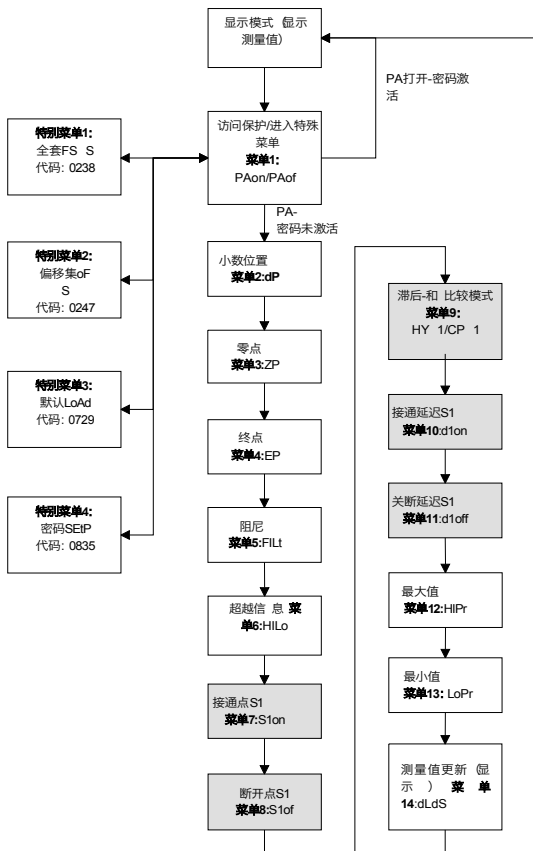 显示模式（显示
测量值）
PA打开-密码激
活
访问保护/进入特殊
菜单
菜单1:
PAon/PAof
PA-
密码未激活
特别菜单1:
全套FS S
代码: 0238
特别菜单2:
偏移集oF
S
代码: 0247
特别菜单3:
默认LoAd
代码: 0729
特别菜单4:
密码SEtP
代码: 0835
小数位置
菜单2:dP
零点
菜单3:ZP
终点
菜单4:EP
阻尼
菜单5:FILt
超越信 息 菜
单6:HILo
接通点S1
菜单7:S1on
断开点S1
菜单8:S1of
滞后-和 比较模式
菜单9:
HY 1/CP 1
接通延迟S1
菜单10:d1on
关断延迟S1
菜单11:d1off
最大值
菜单12:HIPr
最小值
菜单13: LoPr
测量值更新（显
示 ） 菜 单
14:dLdS